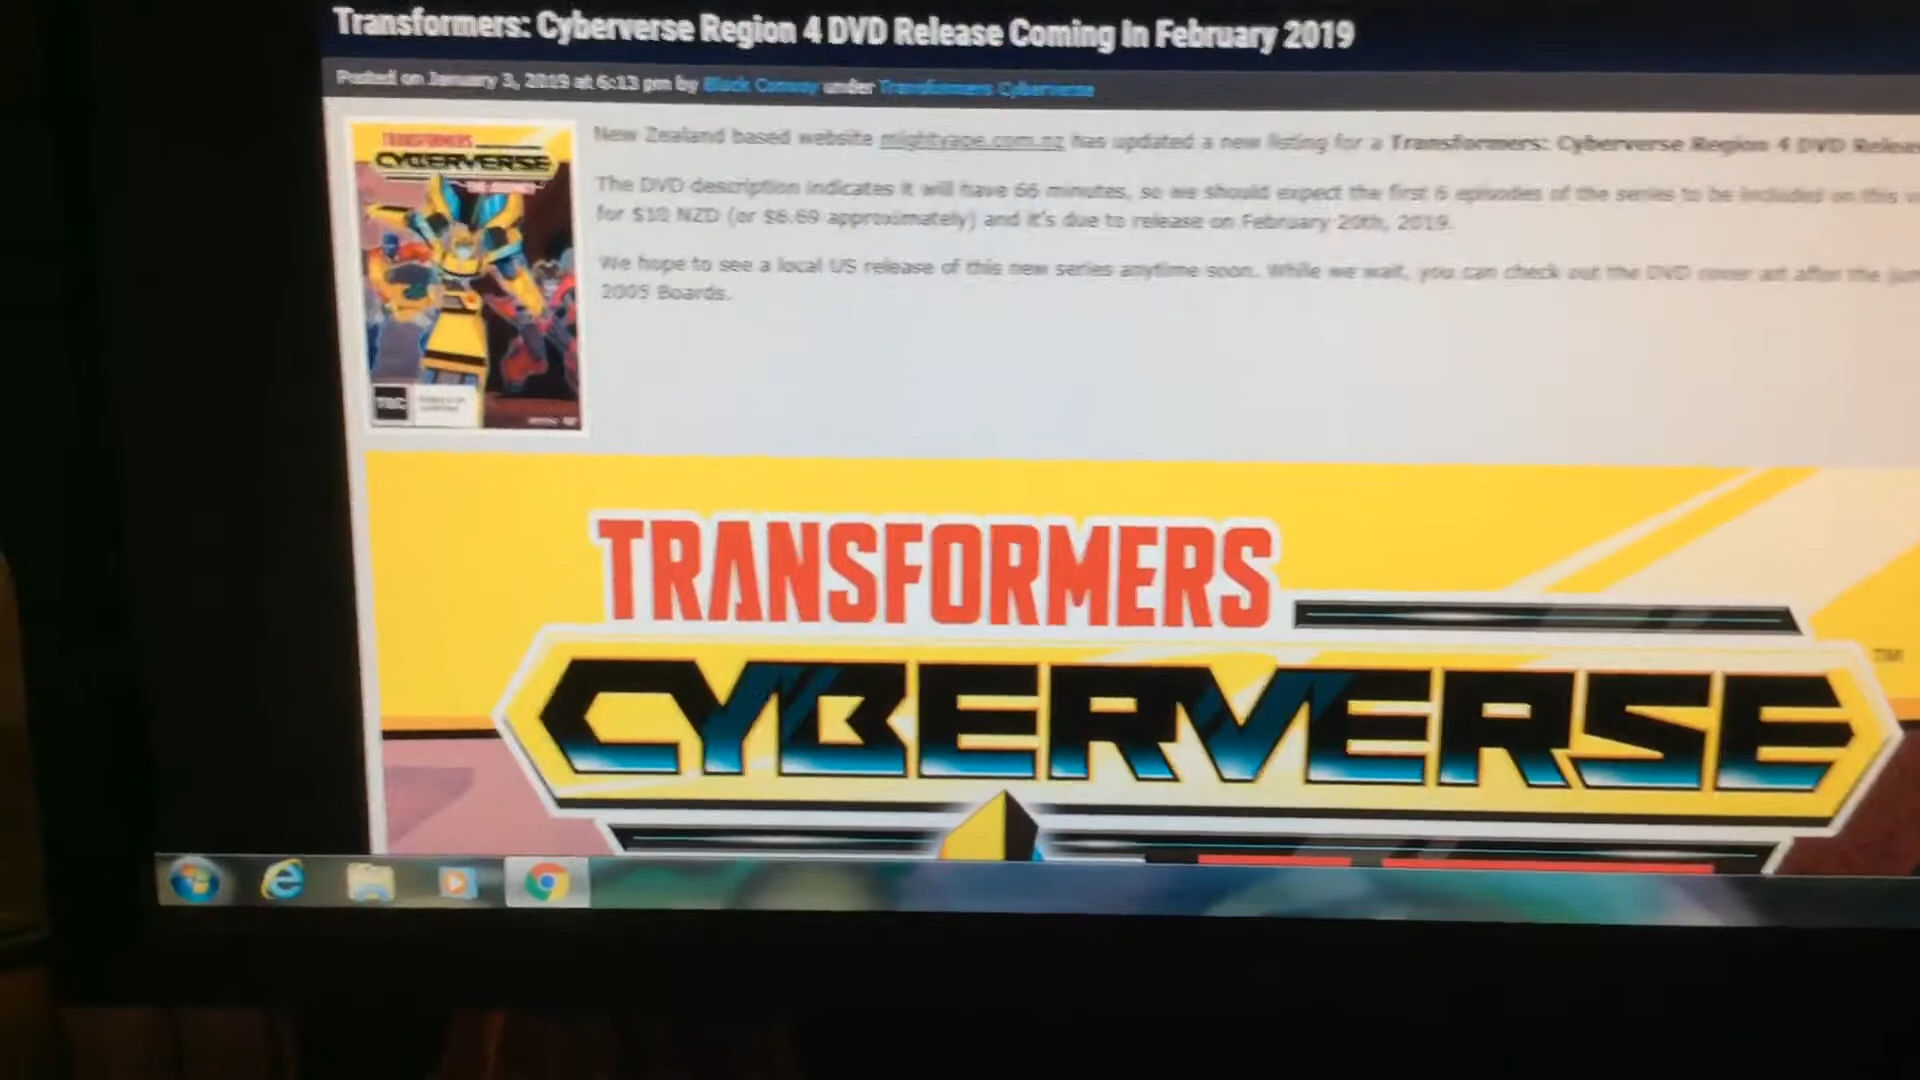 Transformers: Cyberverse Region 4 DVD Release Coming In February 2019
Posted on January 3, 2019 at 6:13 pm by Black Convoy under Transformers Cyberverse
TRANSFORMERS
CYBERVERSE
New Zealand based website mightyape.com.nz has updated a new listing for a Transformers: Cyberverse Region 4 DVD Release
The DVD description indicates it will have 66 minutes, so we should expect the first 6 episodes of the series to be included on this
for $10 NZD (or $6.69 approximately) and it's due to release on February 20th, 2019.
We hope to see a local US release of this new series anytime soon. While we wait, you can check out the DVD cover art after the
2005 Boards.
TBC
TRANSFORMERS
CYBERVERSE
TM